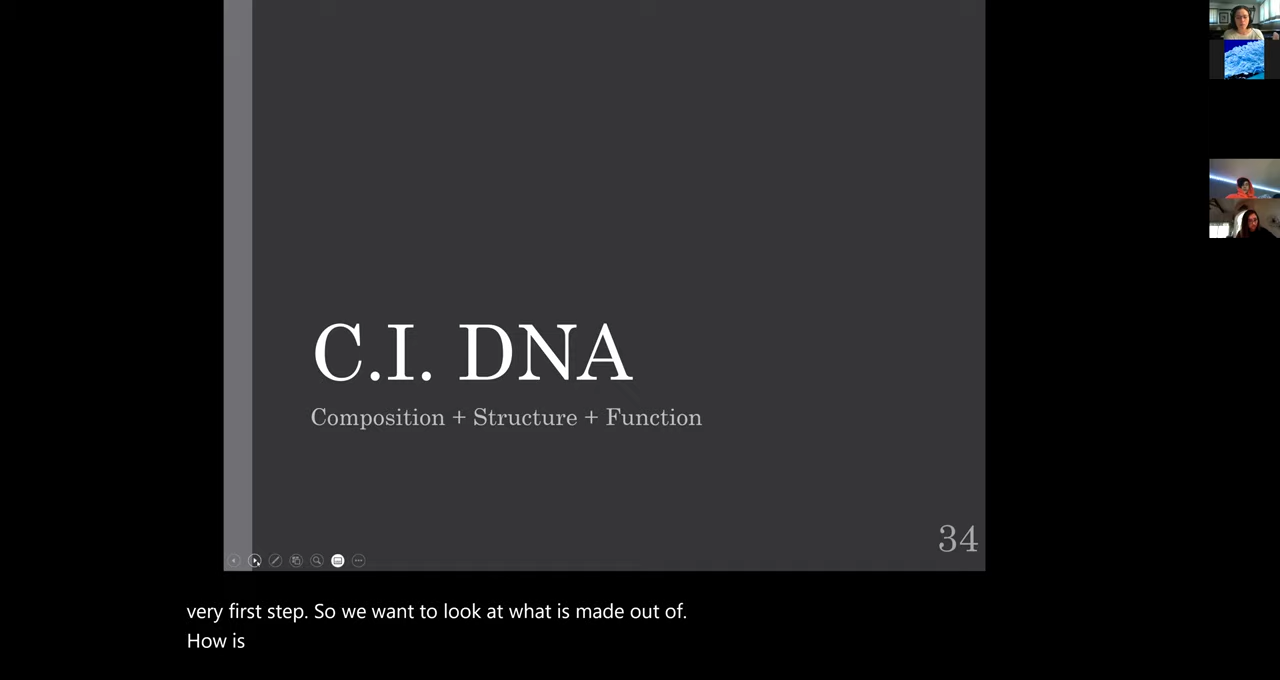 C.I. DNA
Composition + Structure + Function
34
very first step. So we want to look at what is made out of.
How is